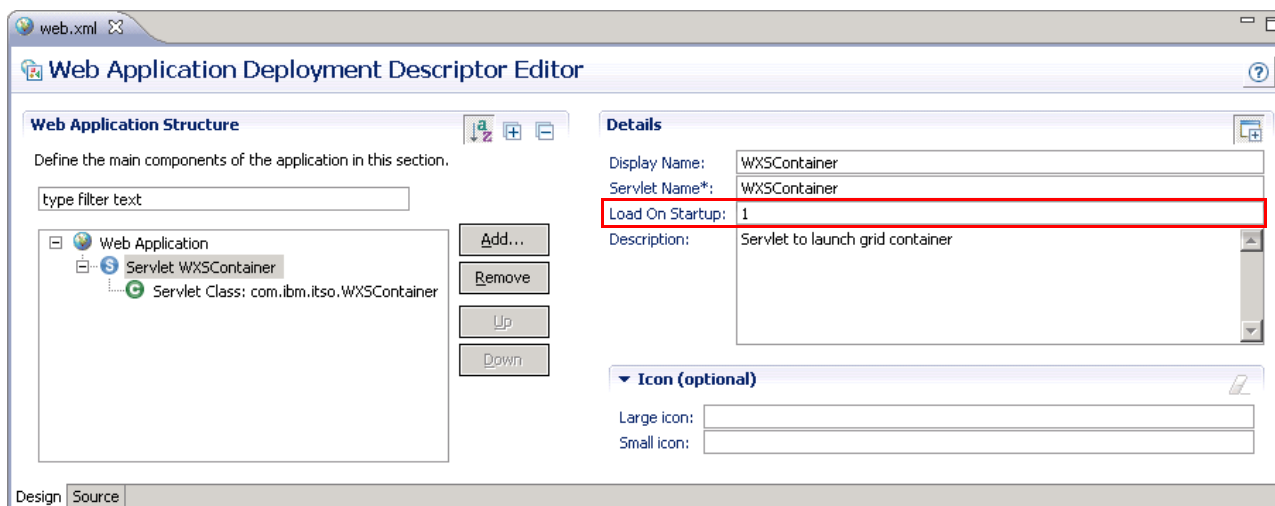 web.xml
Web Application Deployment Descriptor Editor
Web Application Structure
Define the main components of the application in this section.
type filter text
Web Application
Servlet WXSContainer
Servlet Class: com.ibm.itso.WXSContainer
Add...
Remove
Up
Down
Details
Display Name: WXSContainer
Servlet Name*: WXSContainer
Load On Startup: 1
Description: Servlet to launch grid container
Icon (optional)
Large icon:
Small icon:
Design Source